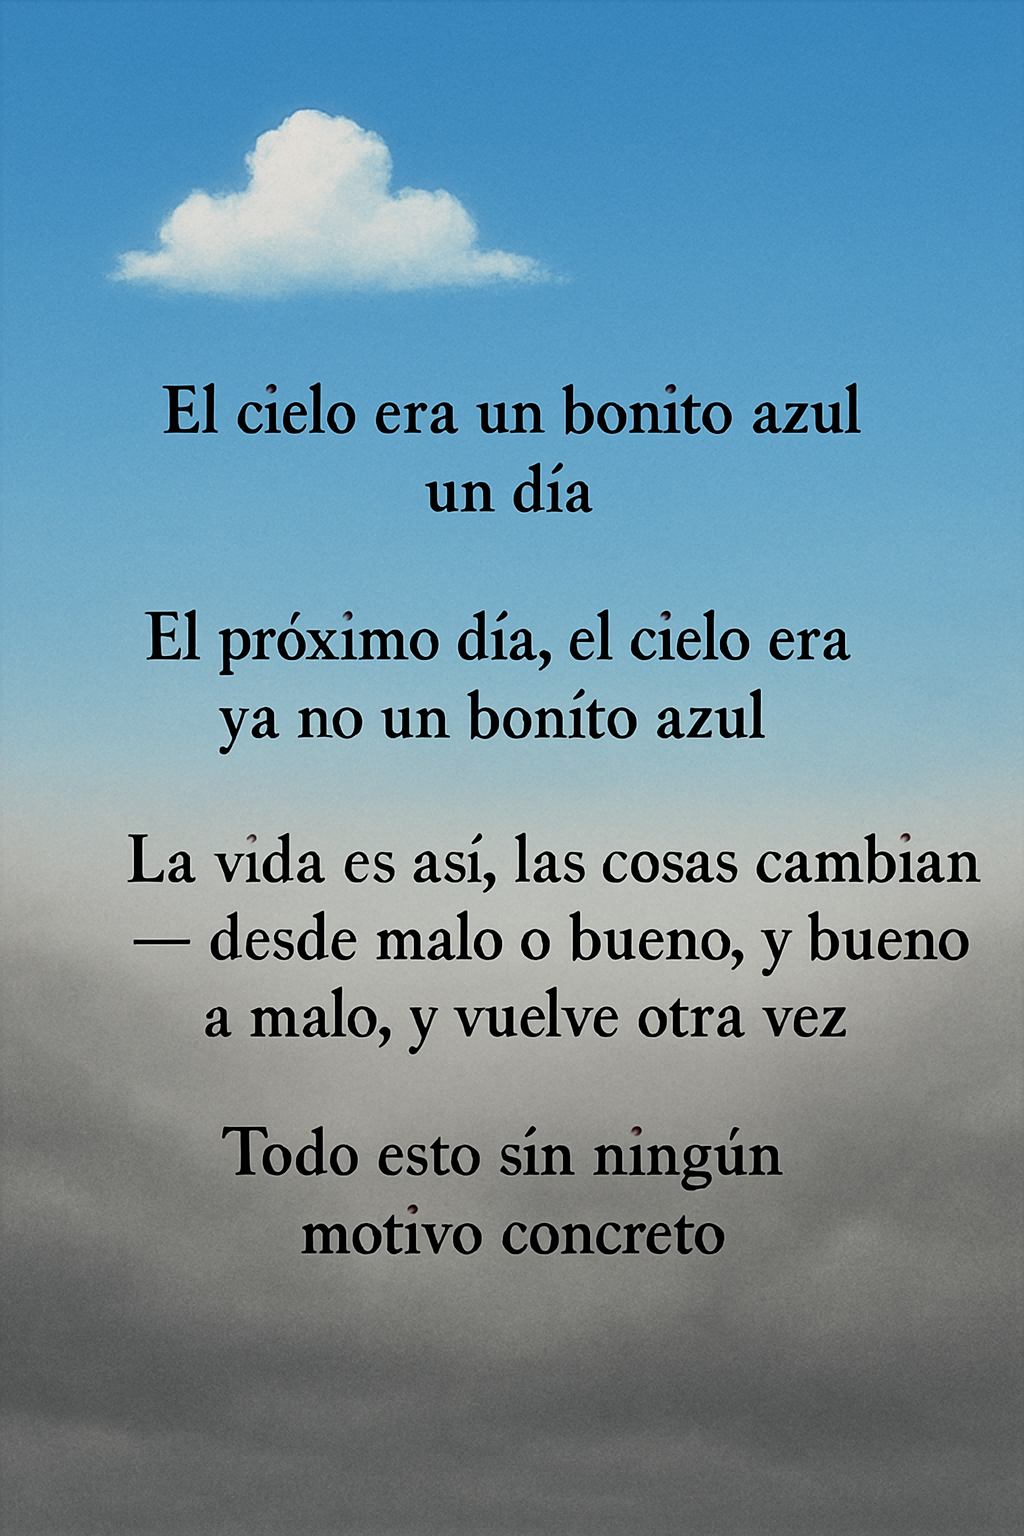 El cielo era un bonito azul
un día
El próximo día, el cielo era
ya no un boníto azul
La vida es así, las cosas cambian
— desde malo o bueno, y bueno
a malo, y vuelve otra vez
Todo esto sín ningún
motivo concreto